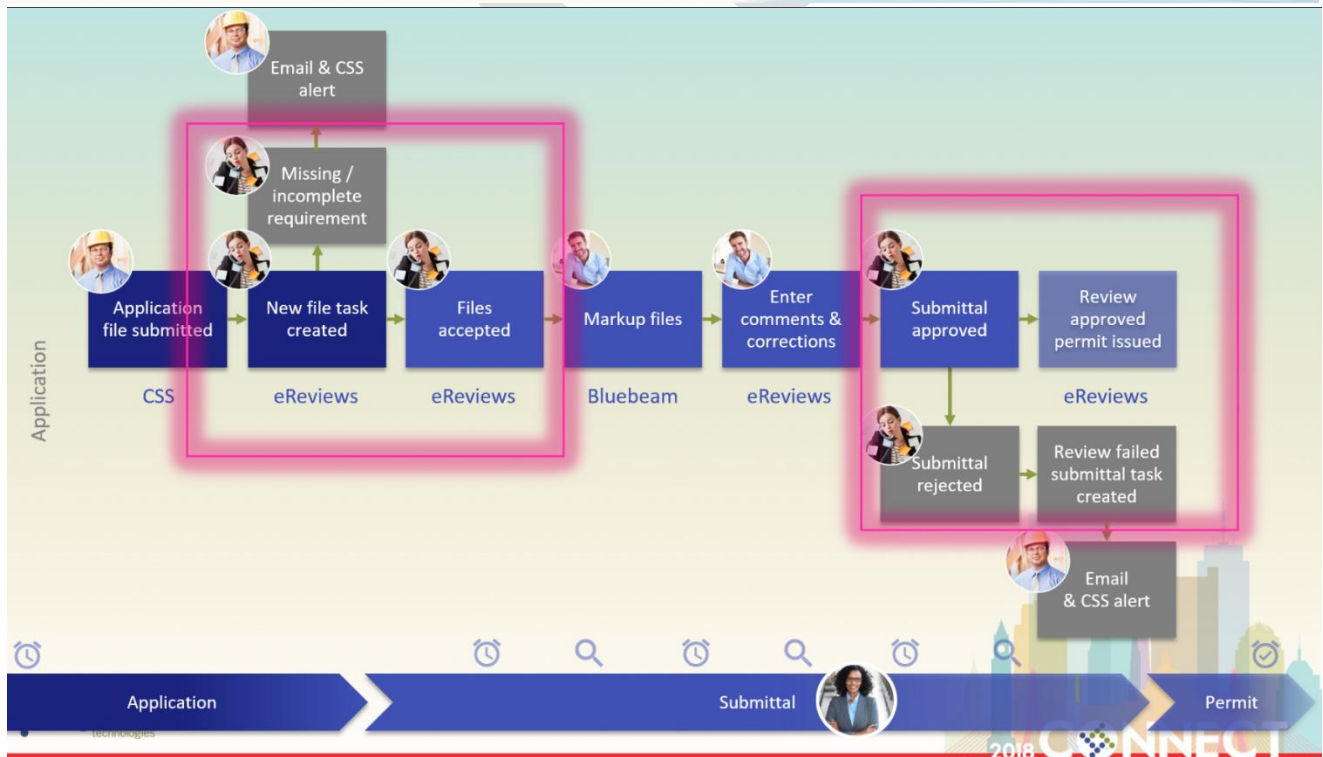 Email & CSS
alert
Missing /
incomplete
requirement
Application
file submitted
New file task
created
Files
accepted
Markup files
Enter
comments &
corrections
Submittal
approved
Review
approved
permit issued
CSS
eReviews
eReviews
Bluebeam
eReviews
eReviews
Application
Submittal
rejected
Review failed
submittal task
created
Email
& CSS alert
Application
Submittal
Permit
technologies
2018 CONNECT